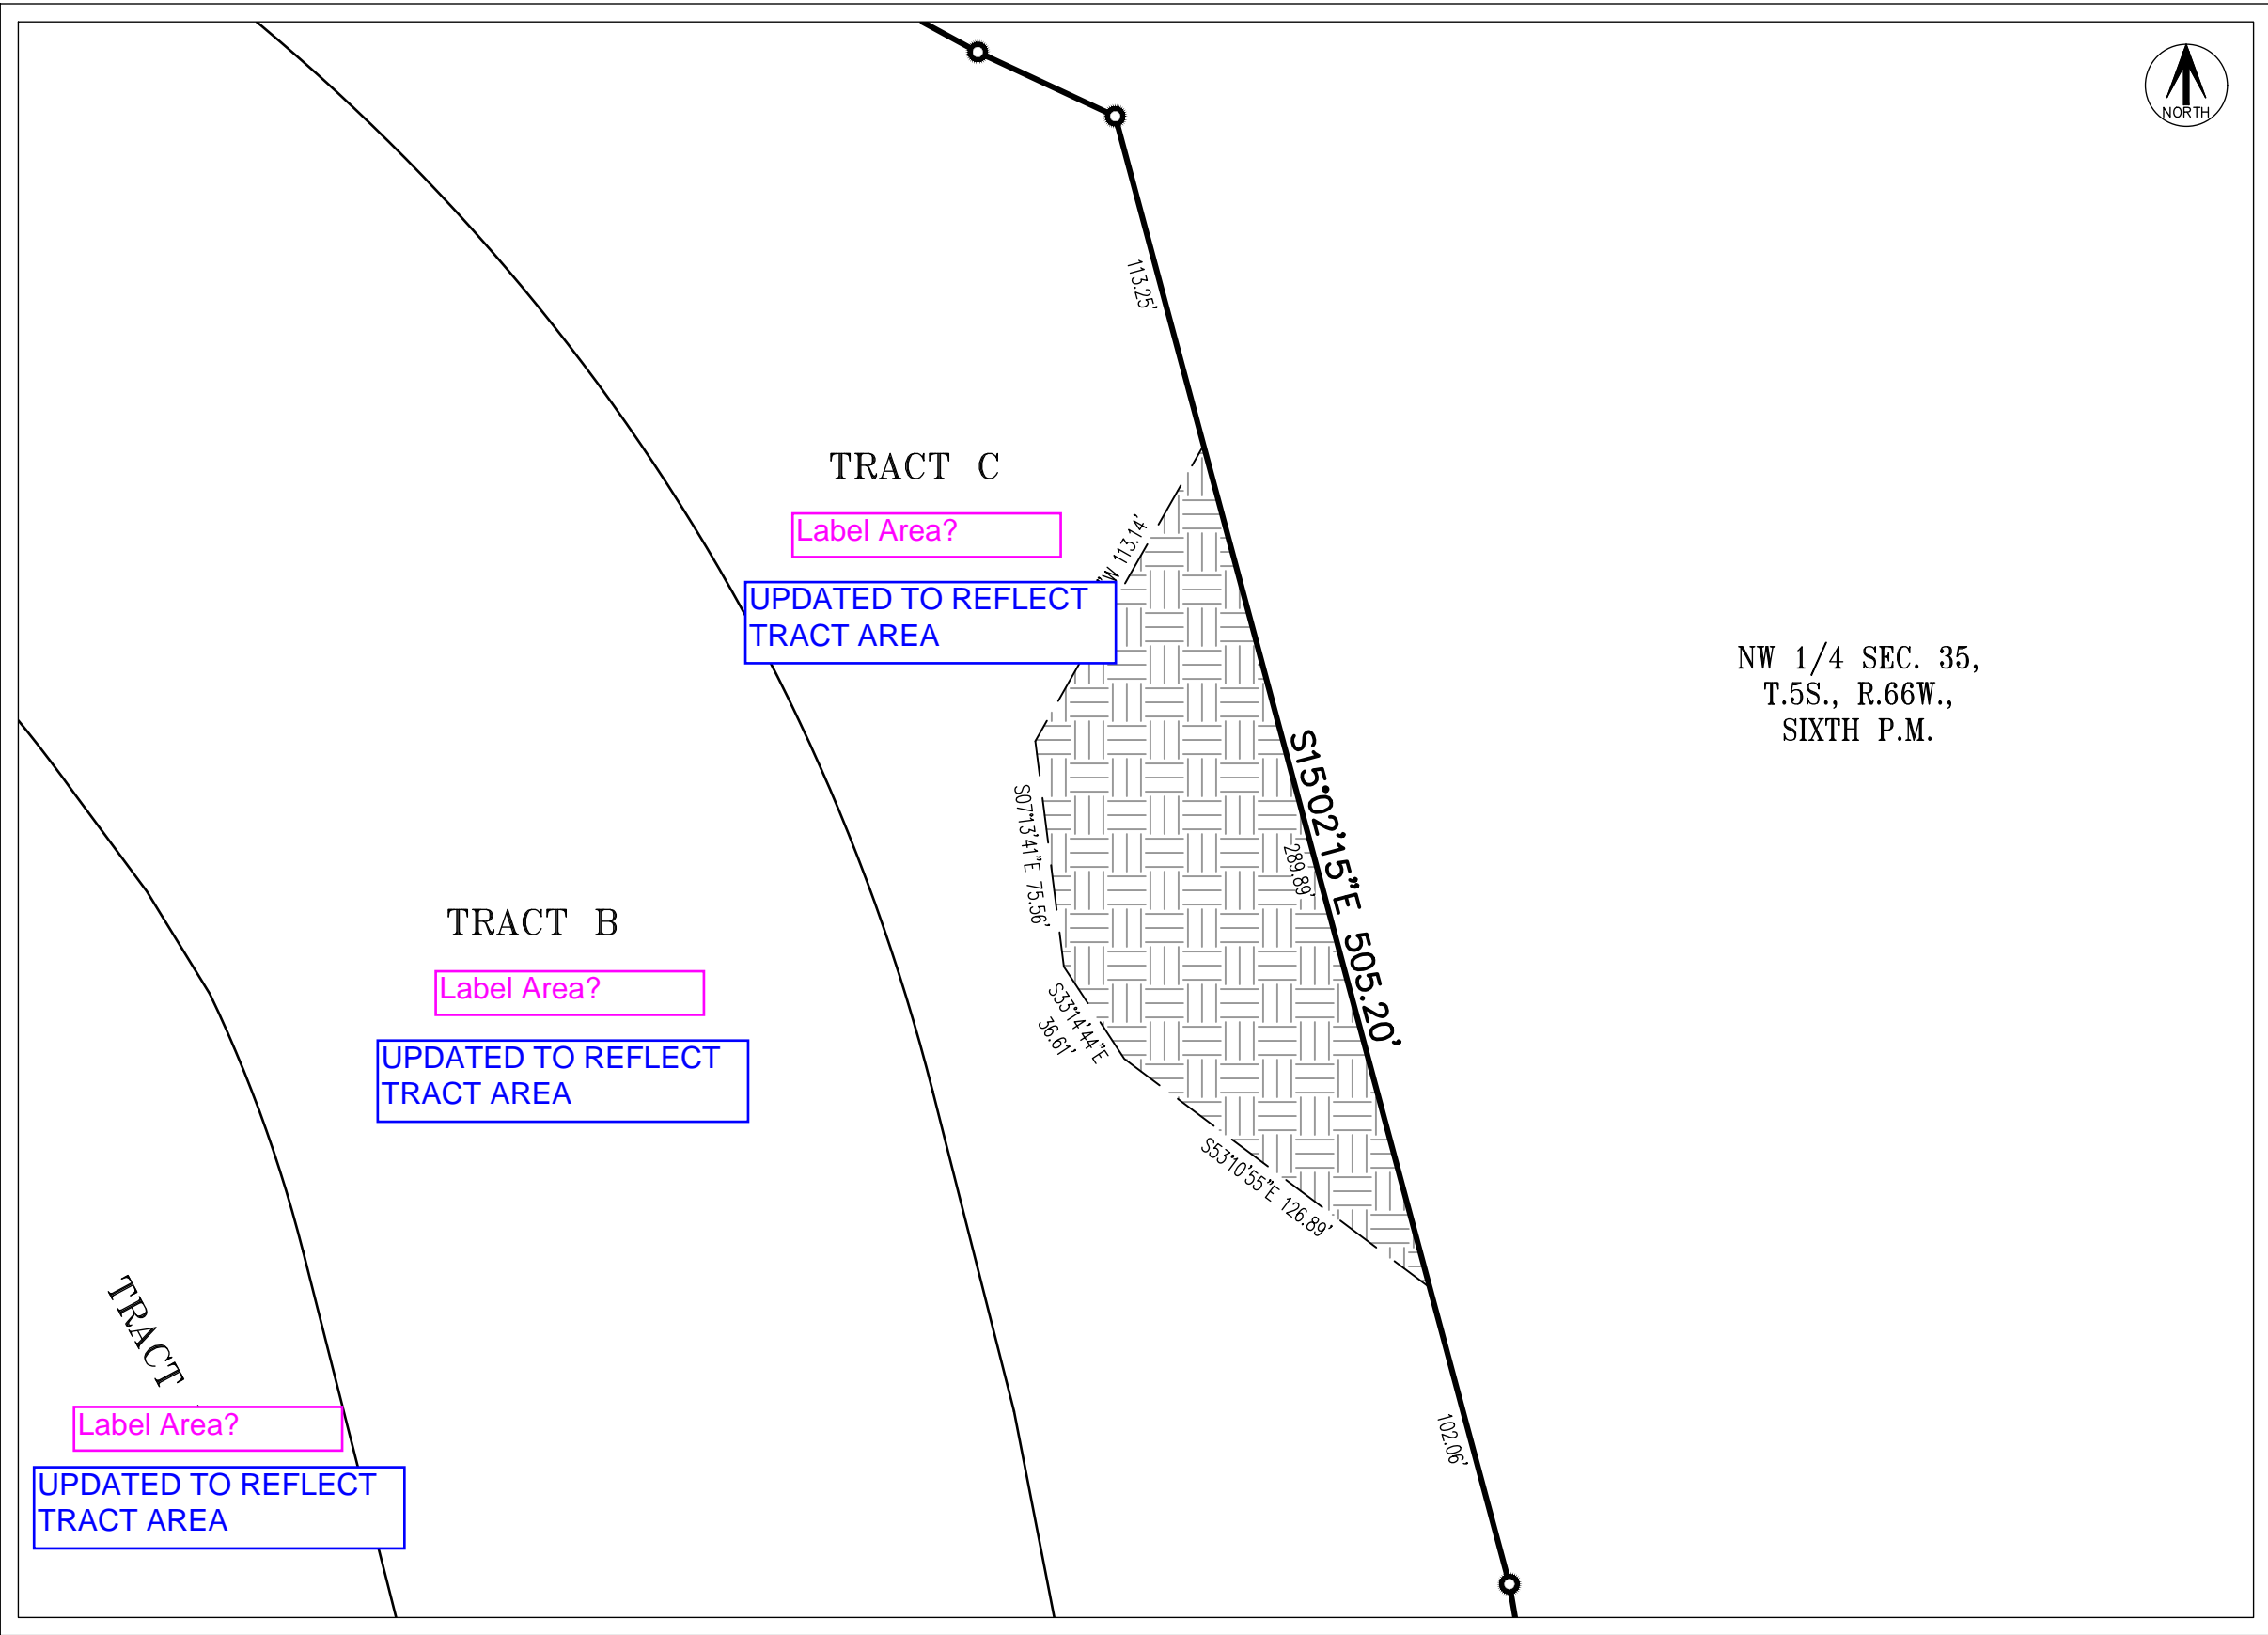 NORTH
113.25'
TRACT C
Label Area?
"W 113.14'
UPDATED TO REFLECT
TRACT AREA
NW 1/4 SEC. 35,
T.5S., R.66W.,
SIXTH P.M.
S15°02'15"E 505.20'
289.89'
S07°13'41"E 75.56'
TRACT B
Label Area?
S33°14'44"E
36.61'
UPDATED TO REFLECT
TRACT AREA
S53°10'55"E 126.89'
TRACT
Label Area?
102.06'
UPDATED TO REFLECT
TRACT AREA